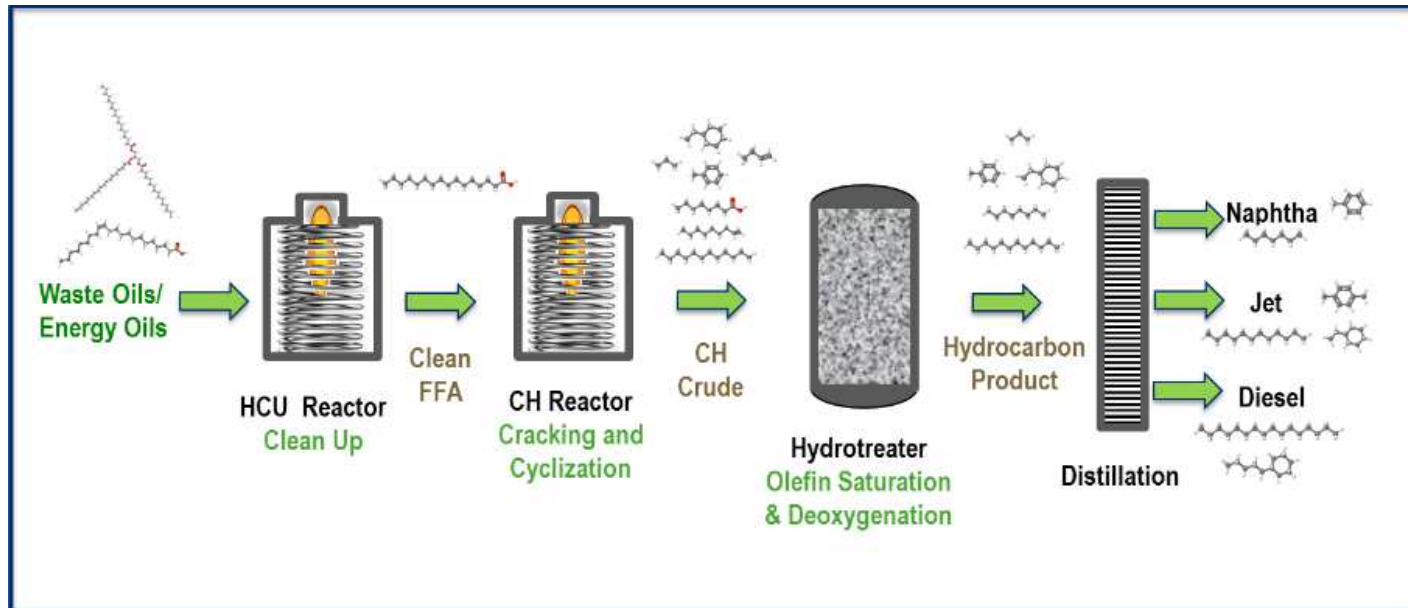 Waste Oils/
Energy Oils
HCU Reactor
Clean Up
Clean
FFA
CH Reactor
Cracking and
Cyclization
CH
Crude
Hydrotreater
Olefin Saturation
& Deoxygenation
Hydrocarbon
Product
Distillation
Naphtha
Jet
Diesel